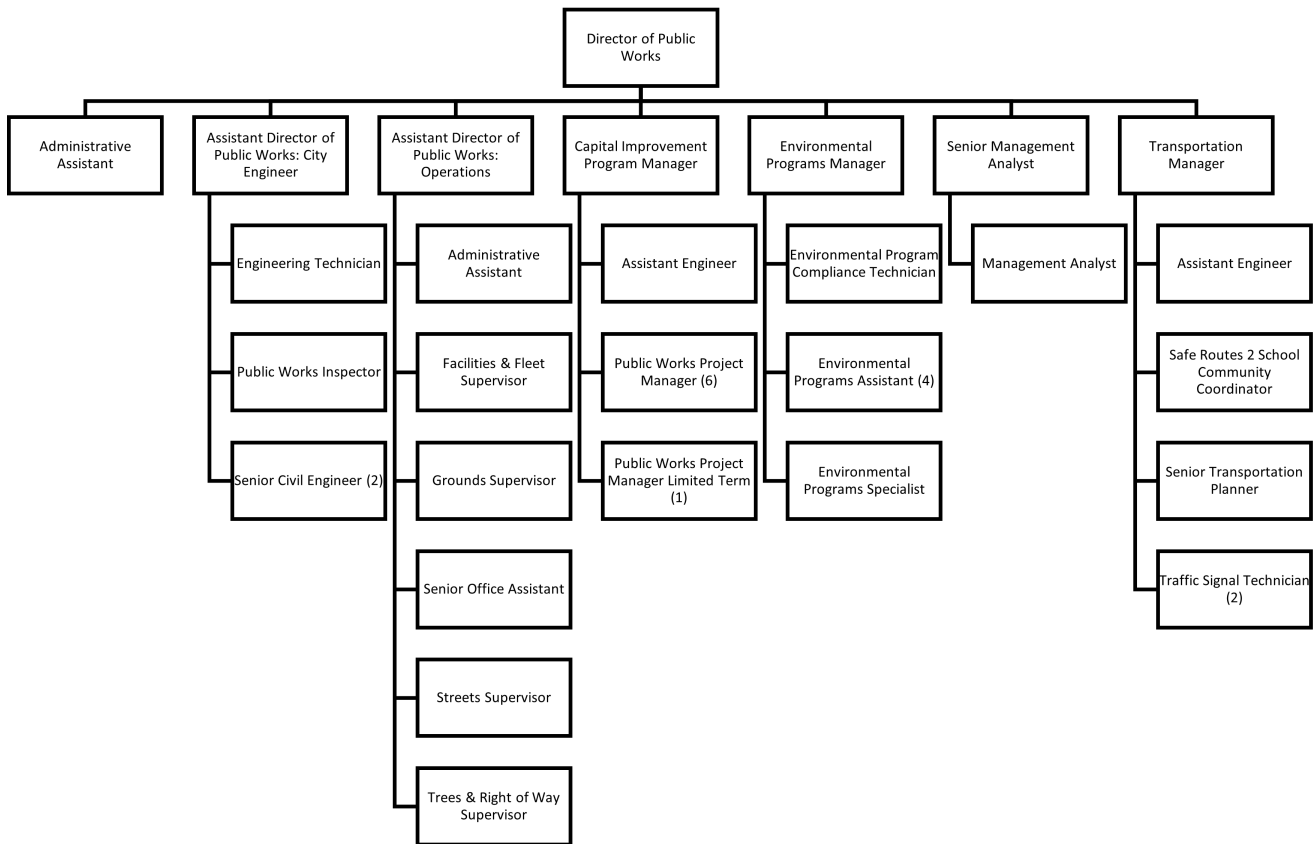 Director of Public
Works
Administrative
Assistant
Assistant Director of
Public Works: City
Engineer
Assistant Director of
Public Works:
Operations
Capital Improvement
Program Manager
Environmental
Programs Manager
Senior Management
Analyst
Transportation
Manager
Engineering Technician
Public Works Inspector
Senior Civil Engineer (2)
Administrative
Assistant
Facilities & Fleet
Supervisor
Grounds Supervisor
Senior Office Assistant
Streets Supervisor
Trees & Right of Way
Supervisor
Assistant Engineer
Public Works Project
Manager (6)
Public Works Project
Manager Limited Term
(1)
Environmental Program
Compliance Technician
Environmental
Programs Assistant (4)
Environmental
Programs Specialist
Management Analyst
Assistant Engineer
Safe Routes 2 School
Community
Coordinator
Senior Transportation
Planner
Traffic Signal Technician
(2)